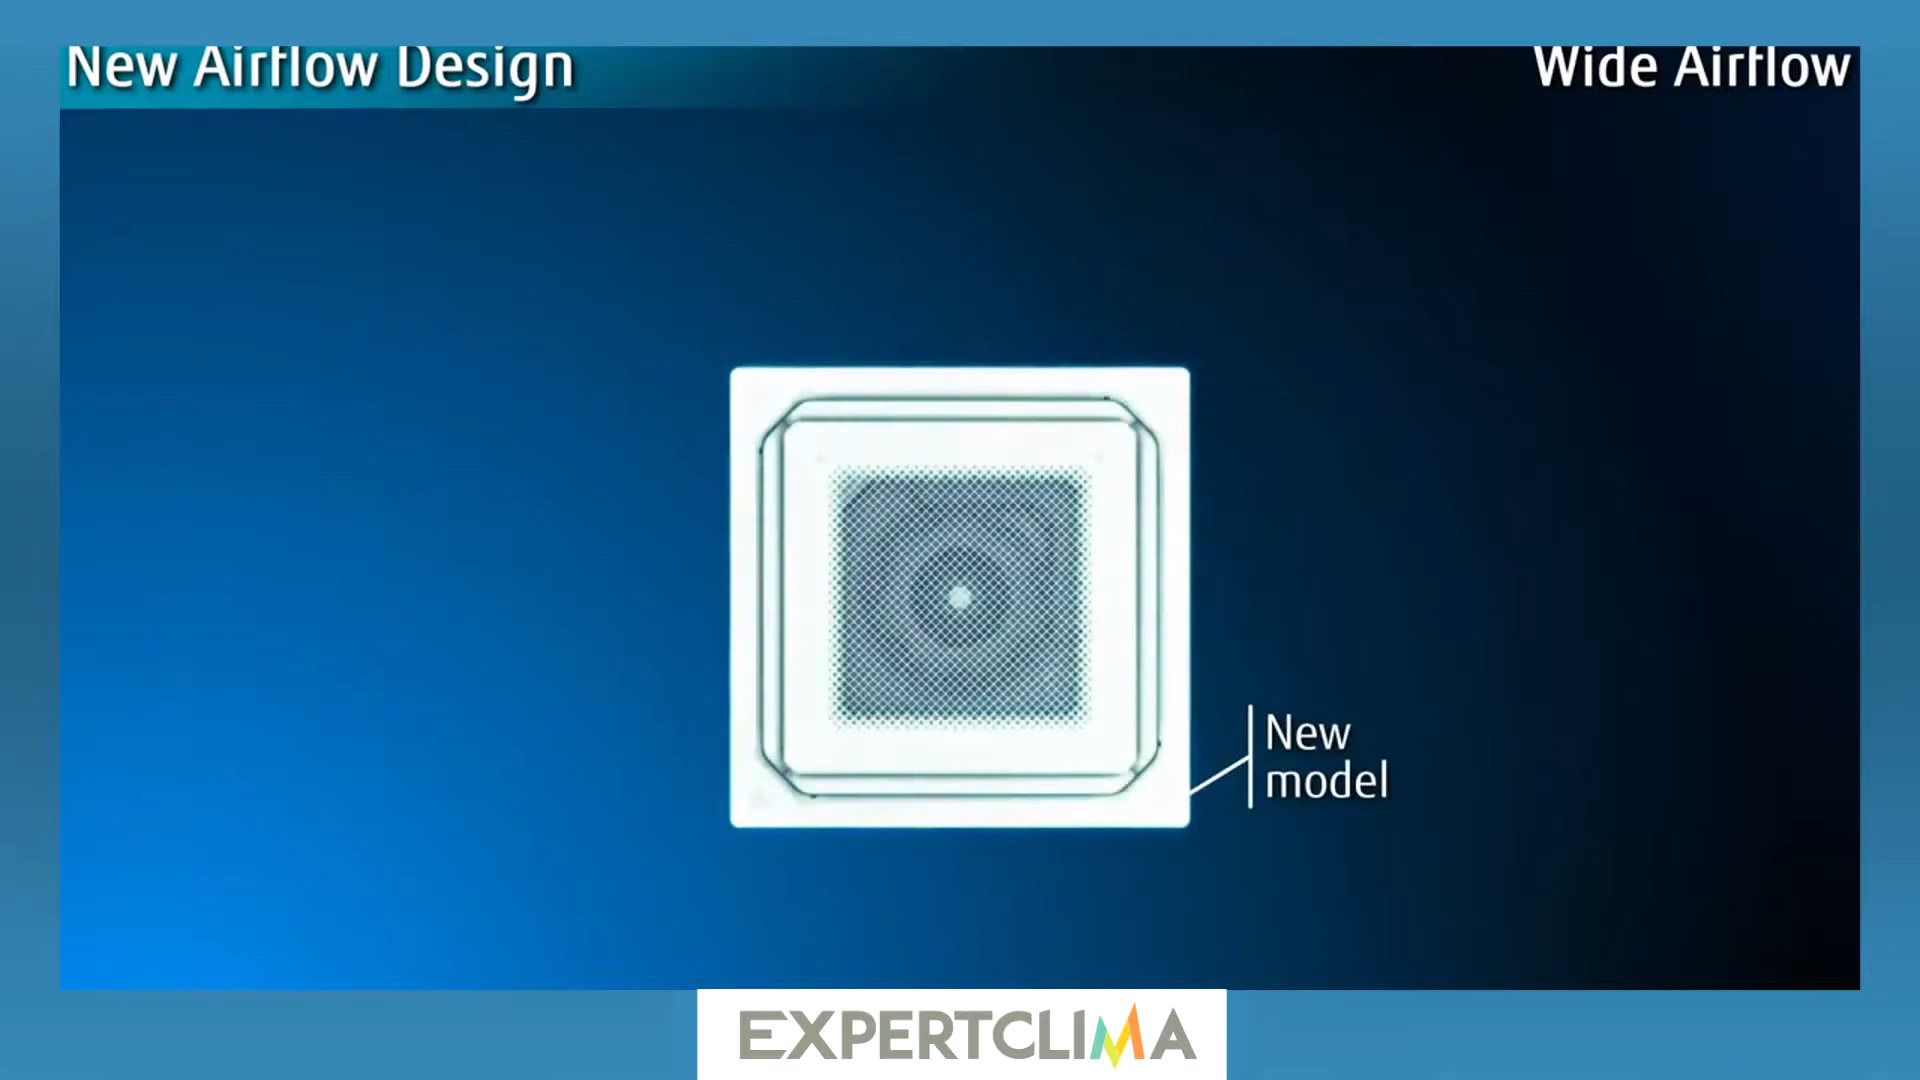 New Airflow Design
Wide Airflow
New
model
EXPERTCLIMA